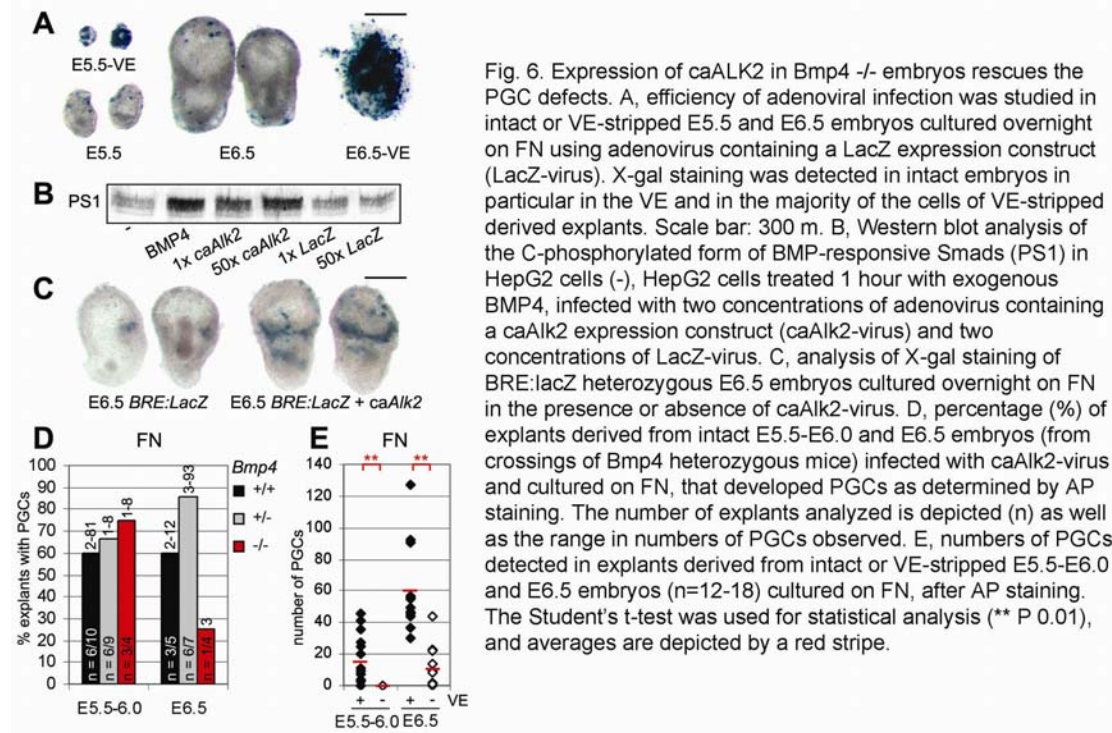 A
E5.5-VE
E5.5
E6.5
E6.5-VE
B
PS1
-
BMP4
1x caAlk2
50x caAlk2
1x LacZ
50x LacZ
C
E6.5 BRE:LacZ
E6.5 BRE:LacZ + caAlk2
D
FN
% explants with PGCs
100
90
80
70
60
50
40
30
20
10
0
2-81
1-8
1-8
2-12
3-93
3
n = 6/10
n = 6/9
n = 3/4
n = 3/5
n = 6/7
n = 1/4
E5.5-6.0
E6.5
Bmp4
+/+
+/-
-/-
E
FN
number of PGCs
140
120
100
80
60
40
20
0
**
**
+ - + - VE
E5.5-6.0 E6.5
Fig. 6. Expression of caALK2 in Bmp4 -/- embryos rescues the
PGC defects. A, efficiency of adenoviral infection was studied in
intact or VE-stripped E5.5 and E6.5 embryos cultured overnight
on FN using adenovirus containing a LacZ expression construct
(LacZ-virus). X-gal staining was detected in intact embryos in
particular in the VE and in the majority of the cells of VE-stripped
derived explants. Scale bar: 300 m. B, Western blot analysis of
the C-phosphorylated form of BMP-responsive Smads (PS1) in
HepG2 cells (-), HepG2 cells treated 1 hour with exogenous
BMP4, infected with two concentrations of adenovirus containing
a caAlk2 expression construct (caAlk2-virus) and two
concentrations of LacZ-virus. C, analysis of X-gal staining of
BRE:lacZ heterozygous E6.5 embryos cultured overnight on FN
in the presence or absence of caAlk2-virus. D, percentage (%) of
explants derived from intact E5.5-E6.0 and E6.5 embryos (from
crossings of Bmp4 heterozygous mice) infected with caAlk2-virus
and cultured on FN, that developed PGCs as determined by AP
staining. The number of explants analyzed is depicted (n) as well
as the range in numbers of PGCs observed. E, numbers of PGCs
detected in explants derived from intact or VE-stripped E5.5-E6.0
and E6.5 embryos (n=12-18) cultured on FN, after AP staining.
The Student's t-test was used for statistical analysis (** P 0.01),
and averages are depicted by a red stripe.